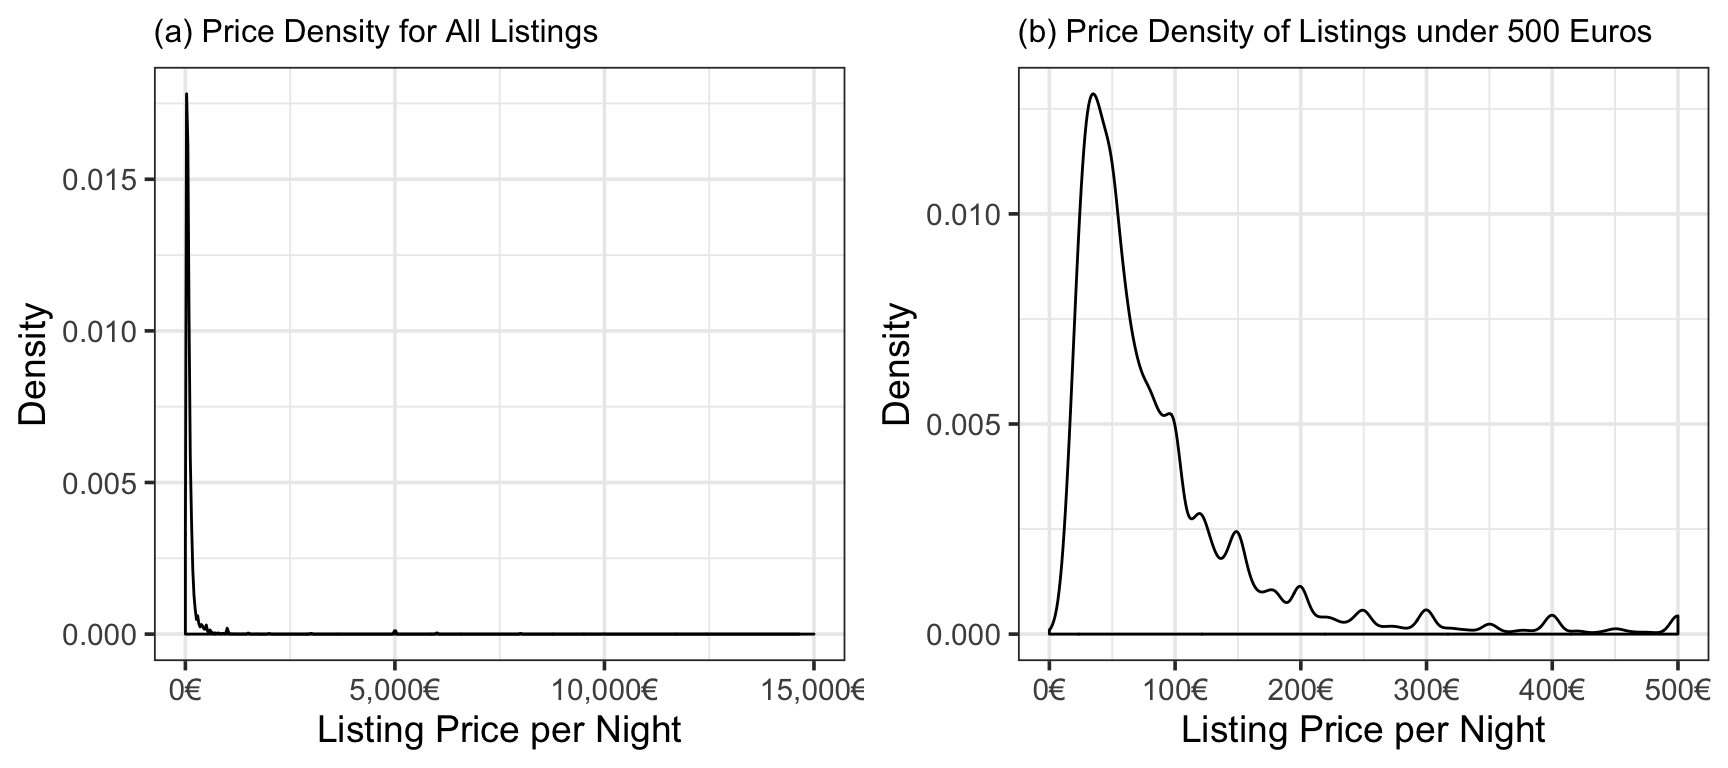 (a) Price Density for All Listings
Density
0.015
0.010
0.005
0.000
0€ 5,000€ 10,000€ 15,000€
Listing Price per Night
(b) Price Density of Listings under 500 Euros
Density
0.010
0.005
0.000
0€ 100€ 200€ 300€ 400€ 500€
Listing Price per Night